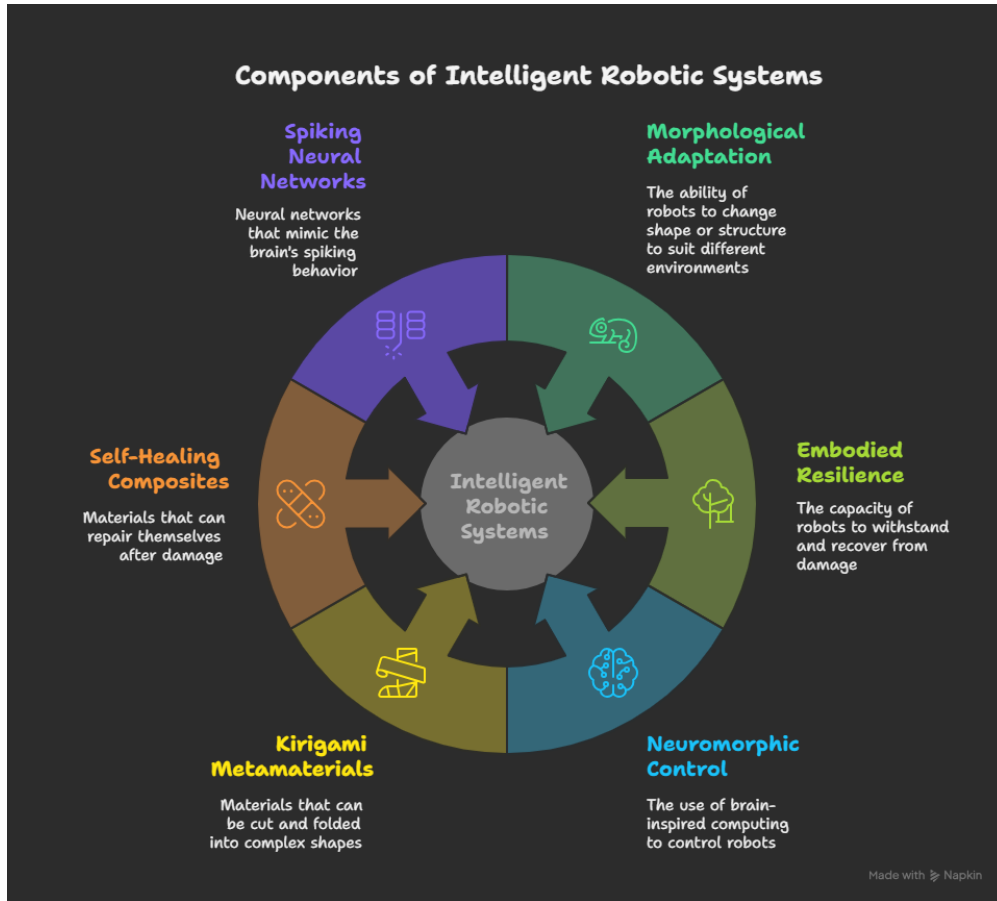 Components of Intelligent Robotic Systems
Spiking
Neural
Networks
Neural networks
that mimic the
brain's spiking
behavior
Morphological
Adaptation
The ability of
robots to change
shape or structure
to suit different
environments
Self-Healing
Composites
Materials that can
repair themselves
after damage
Intelligent
Robotic
Systems
Embodied
Resilience
The capacity of
robots to withstand
and recover from
damage
Kirigami
Metamaterials
Materials that can
be cut and folded
into complex shapes
Neuromorphic
Control
The use of brain-
inspired computing
to control robots
Made with Napkin